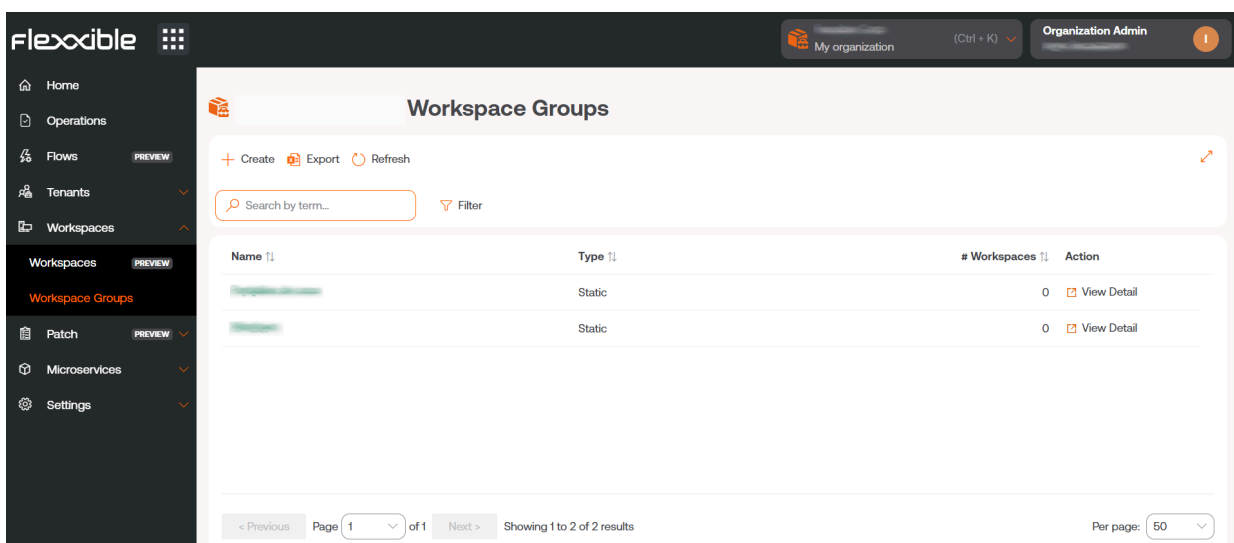 Flexxible
My organization
(Ctrl + K)
Organization Admin
I
Home
Operations
Flows PREVIEW
Tenants
Workspaces
Workspaces PREVIEW
Workspace Groups
Patch PREVIEW
Microservices
Settings
Workspace Groups
Create Export Refresh
Search by term... Filter
Name Type # Workspaces Action
Static 0 View Detail
Static 0 View Detail
< Previous Page 1 of 1 Next > Showing 1 to 2 of 2 results Per page: 50